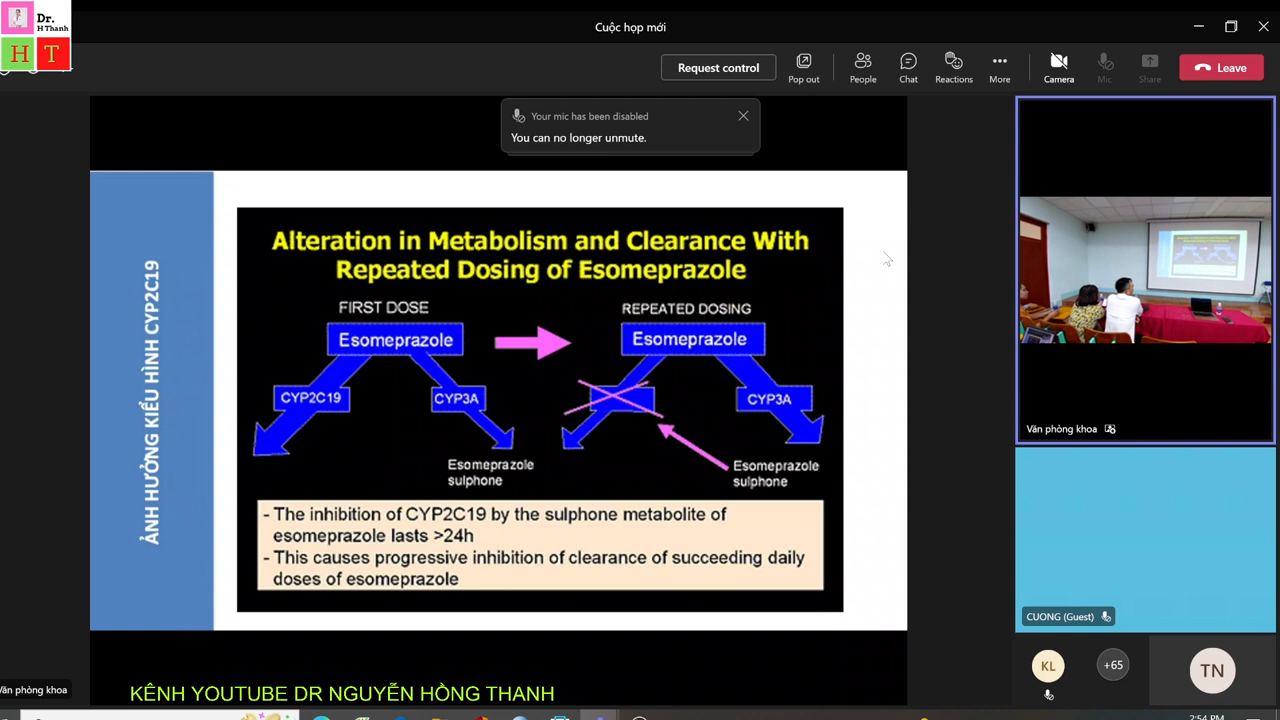 Dr.
H Thanh
H T
Cuộc họp mới
Request control
Pop out
People
Chat
Reactions
More
Camera
Mic
Share
Leave
Your mic has been disabled
You can no longer unmute.
ẢNH HƯỞNG KIỂU HÌNH CYP2C19
Alteration in Metabolism and Clearance With
Repeated Dosing of Esomeprazole
FIRST DOSE
REPEATED DOSING
Esomeprazole
Esomeprazole
CYP2C19
CYP3A
CYP3A
Esomeprazole
sulphone
Esomeprazole
sulphone
- The inhibition of CYP2C19 by the sulphone metabolite of
esomeprazole lasts >24h
- This causes progressive inhibition of clearance of succeeding daily
doses of esomeprazole
Văn phòng khoa
CUONG (Guest)
KL
+65
TN
Văn phòng khoa
KÊNH YOUTUBE DR NGUYỄN HỒNG THANH
2:54 PM